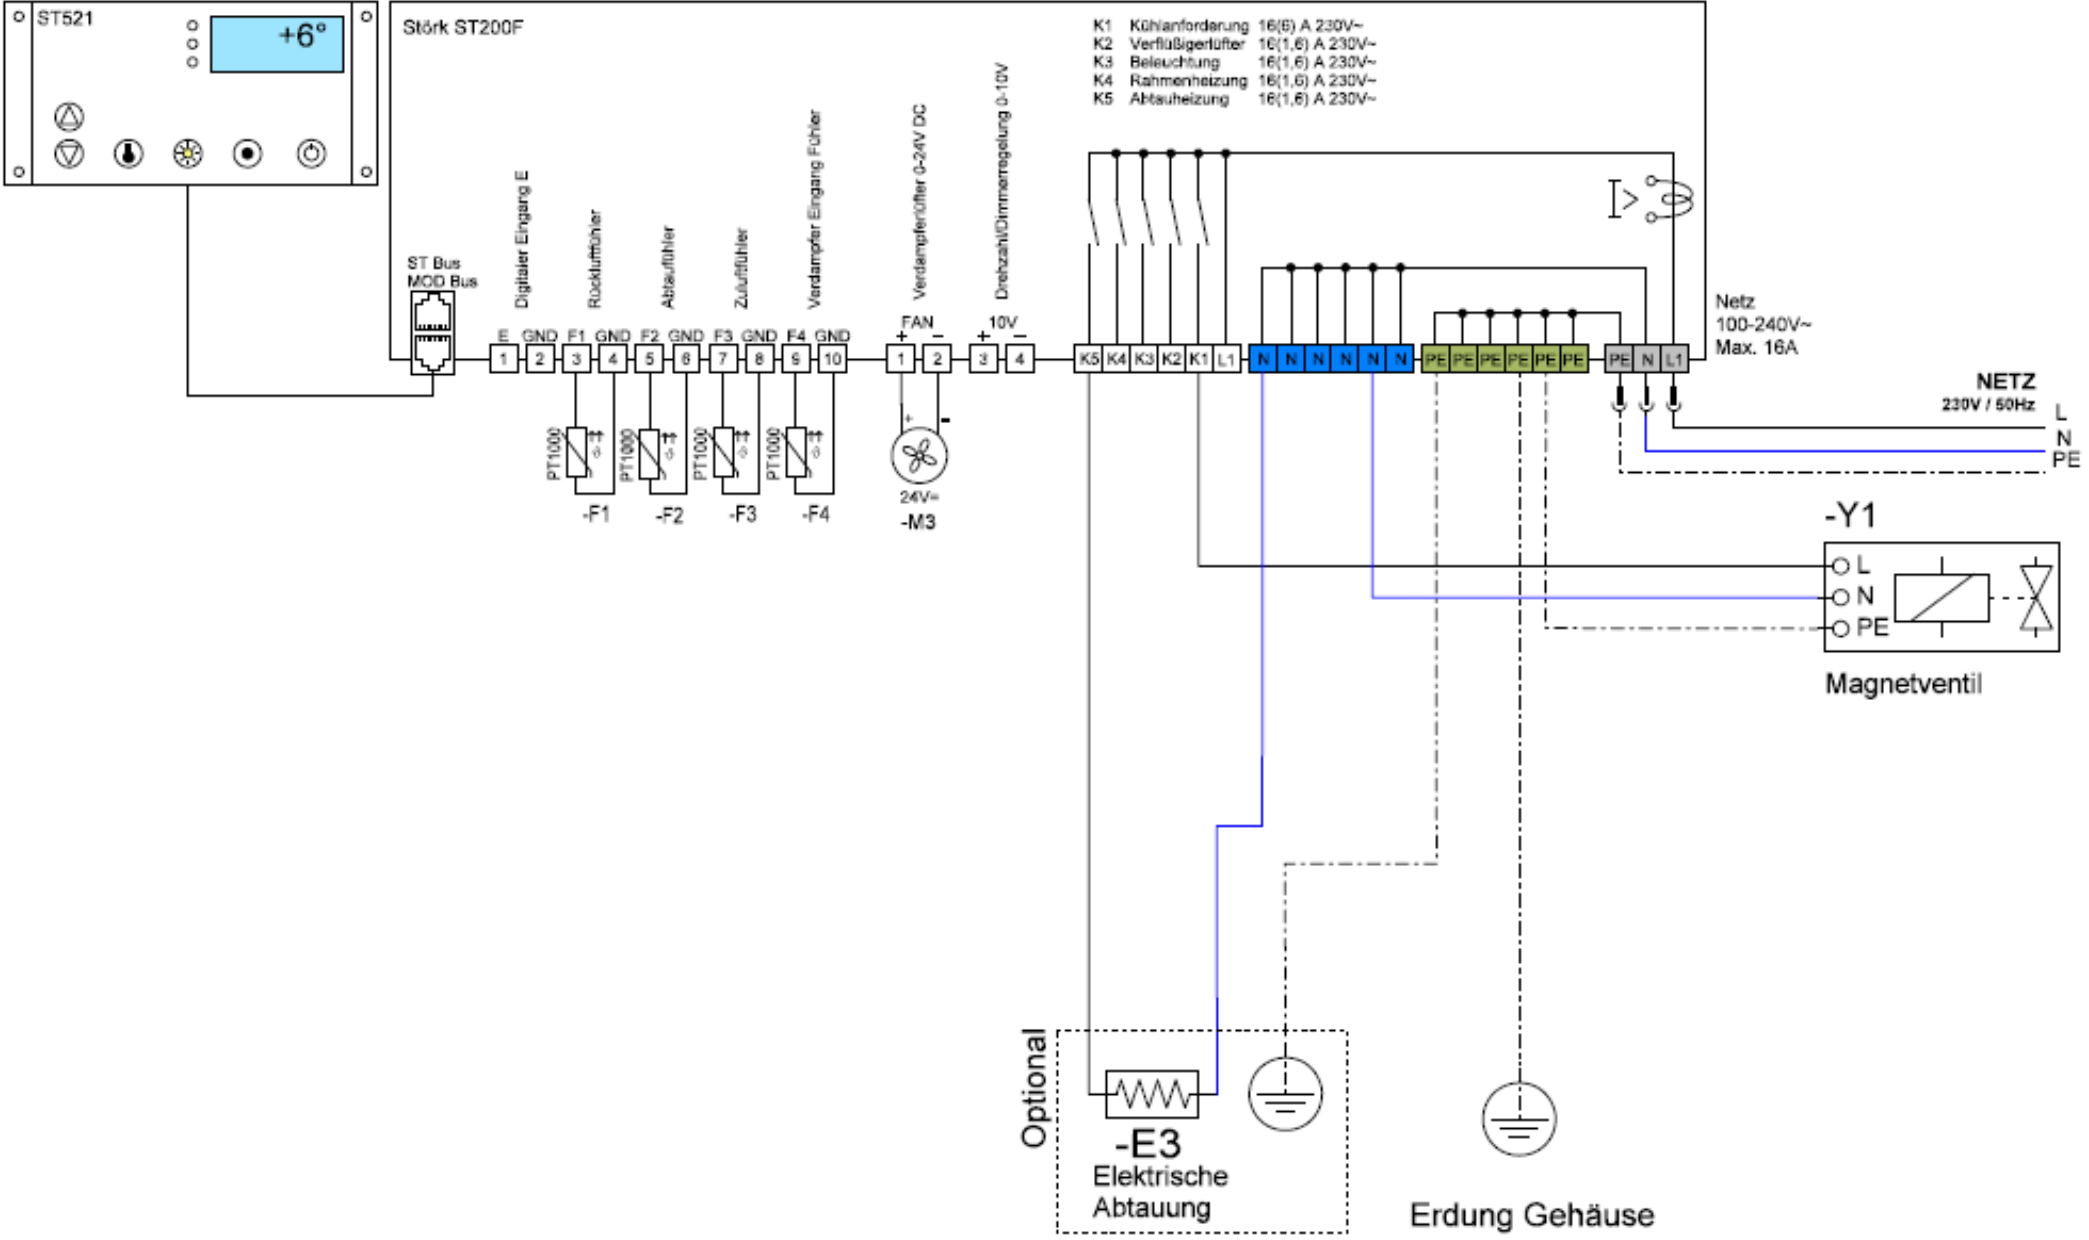 ST521
+6°
Störk ST200F
K1 Kühlanforderung 16(6) A 230V~
K2 Verflüßigerlüfter 16(1,6) A 230V~
K3 Beleuchtung 16(1,6) A 230V~
K4 Rahmenheizung 16(1,6) A 230V~
K5 Abtauheizung 16(1,6) A 230V~
Digitaler Eingang E
Rückluftfühler
Abtaufühler
Zuluftfühler
Verdampfer Eingang Fühler
Verdamperlüfter 0-24V DC
Drehzahl/Dimmerregelung 0-10V
ST Bus
MOD Bus
E GND F1 GND F2 GND F3 GND F4 GND
FAN
+ −
10V
+ −
1 2 3 4 5 6 7 8 9 10
1 2
3 4
K5 K4 K3 K2 K1 L1
N N N N N N
PE PE PE PE PE PE
PE N L1
Netz
100-240V~
Max. 16A
NETZ
230V / 50Hz
L
N
PE
PT1000 PT1000 PT1000 PT1000
-F1 -F2 -F3 -F4
+ -
24V=
-M3
-Y1
L
N
PE
Magnetventil
Optional
-E3
Elektrische
Abtauung
Erdung Gehäuse